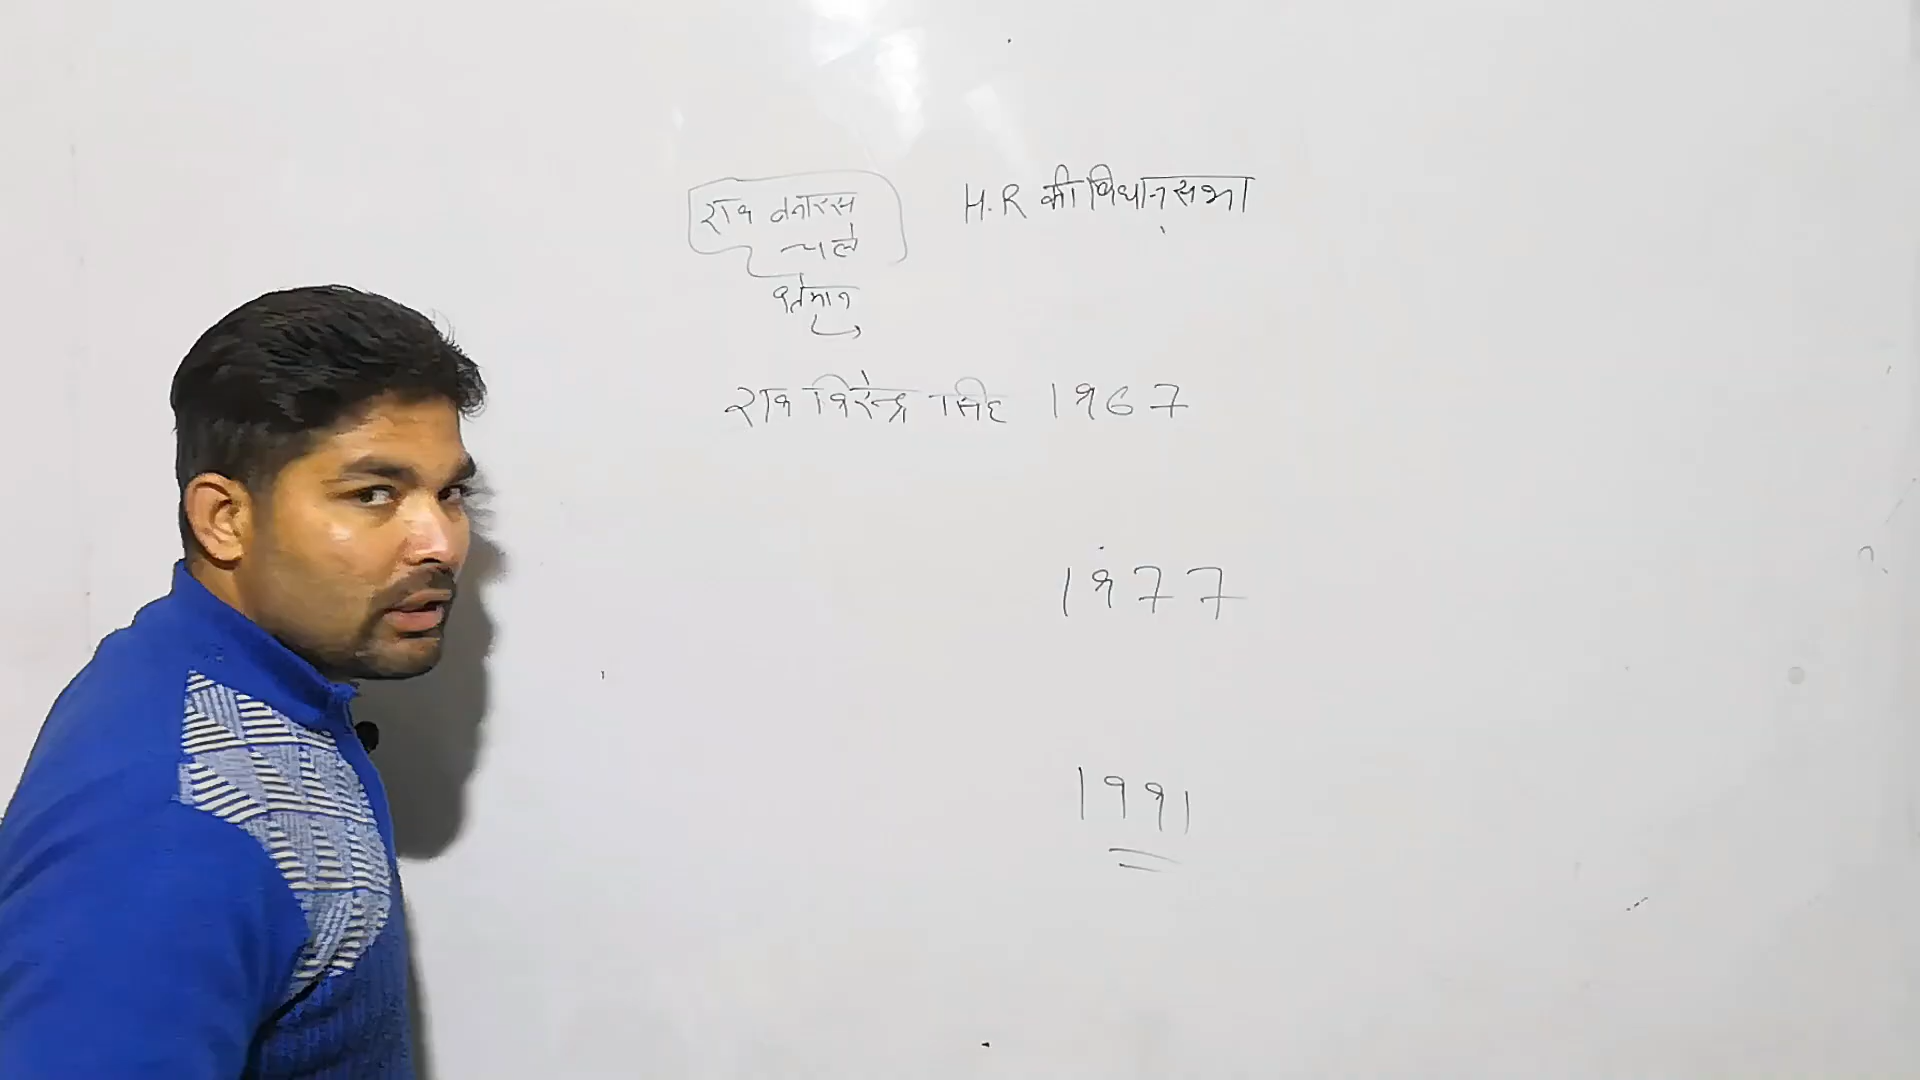 राव बनारस
वाले
H.R की विधानसभा
वर्तमान
राव विरेन्द्र सिंह 1967
1977
1991